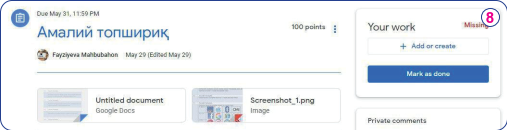 Due May 31, 11:59 PM
Амалий топшириқ
100 points
Fayziyeva Mahbubahon May 29 (Edited May 29)
Untitled document
Google Docs
Screenshot_1.png
Image
Your work
Missing
8
+ Add or create
Mark as done
Private comments